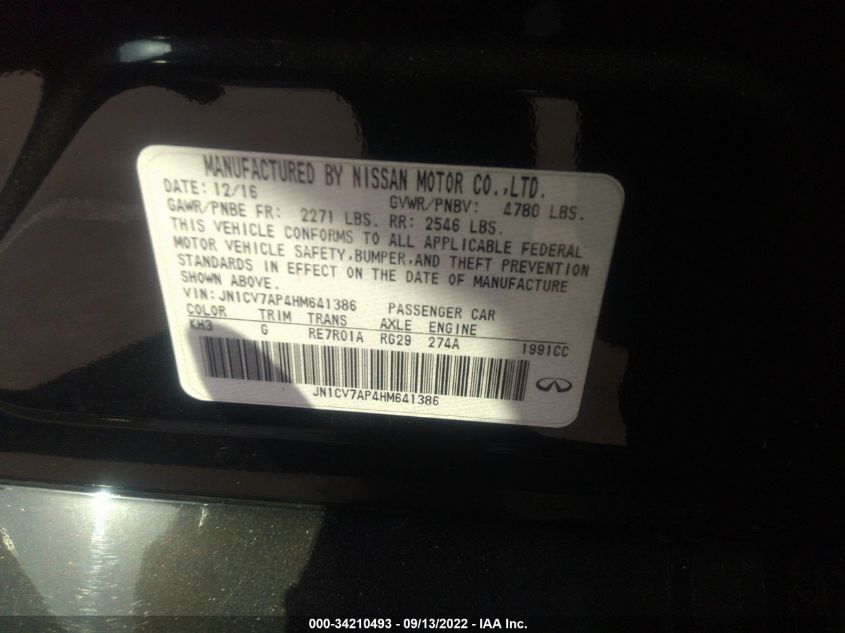 MANUFACTURED BY NISSAN MOTOR CO.,LTD.
DATE: 12/16 GVWR/PNBV: 4780 LBS.
GAWR/PNBE FR: 2271 LBS. RR: 2546 LBS.
THIS VEHICLE CONFORMS TO ALL APPLICABLE FEDERAL
MOTOR VEHICLE SAFETY,BUMPER,AND THEFT PREVENTION
STANDARDS IN EFFECT ON THE DATE OF MANUFACTURE
SHOWN ABOVE.
VIN: JN1CV7AP4HM641386 PASSENGER CAR
COLOR TRIM TRANS AXLE ENGINE
KH3 G RE7R01A RG29 274A 1991CC
JN1CV7AP4HM641386
000-34210493 - 09/13/2022 - IAA Inc.